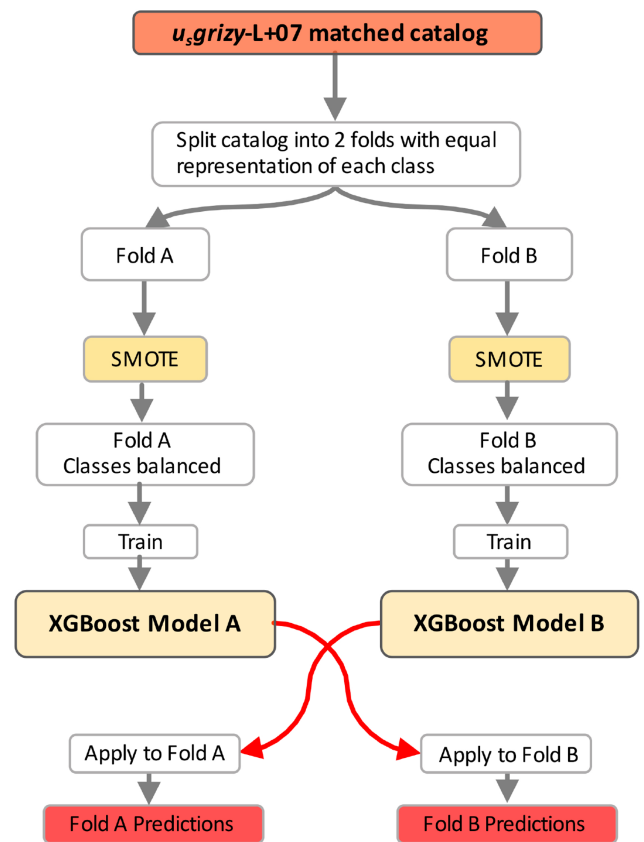 usgrizy-L+07 matched catalog
Split catalog into 2 folds with equal
representation of each class
Fold A
Fold B
SMOTE
SMOTE
Fold A
Classes balanced
Fold B
Classes balanced
Train
Train
XGBoost Model A
XGBoost Model B
Apply to Fold A
Apply to Fold B
Fold A Predictions
Fold B Predictions